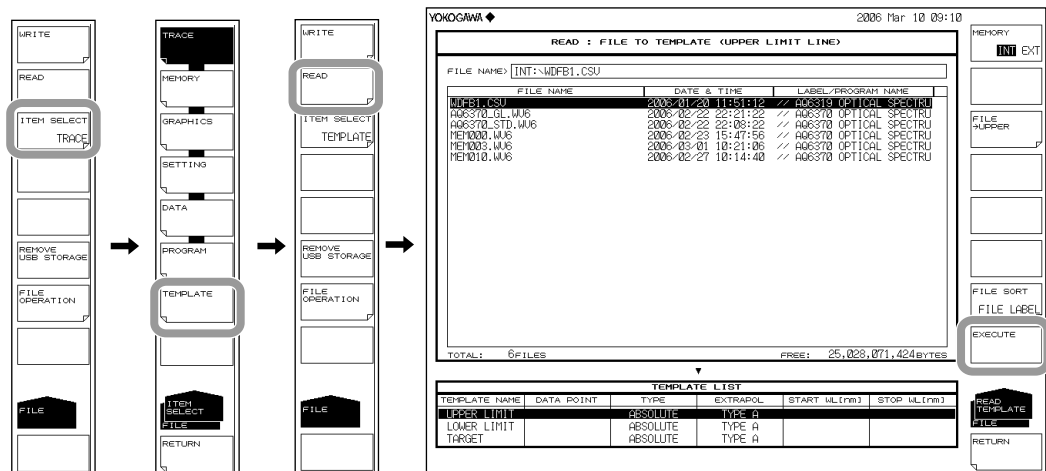 WRITE
READ
ITEM SELECT
TRACE
REMOVE
USB STORAGE
FILE
OPERATION
FILE
TRACE
MEMORY
GRAPHICS
SETTING
DATA
PROGRAM
TEMPLATE
ITEM
SELECT
FILE
RETURN
WRITE
READ
ITEM SELECT
TEMPLATE
REMOVE
USB STORAGE
FILE
OPERATION
FILE
YOKOGAWA 2006 Mar 10 09:10
READ : FILE TO TEMPLATE (UPPER LIMIT LINE)
FILE NAME> INT:\WDFB1.CSV
FILE NAME DATE & TIME LABEL/PROGRAM NAME
WDFB1.CSV 2006/01/20 11:51:12 // AQ6319 OPTICAL SPECTRU
AQ6370_GL.WV6 2006/02/22 22:21:22 // AQ6370 OPTICAL SPECTRU
AQ6370_STD.WV6 2006/02/22 22:08:22 // AQ6370 OPTICAL SPECTRU
MEM000.WV6 2006/02/23 15:47:56 // AQ6370 OPTICAL SPECTRU
MEM003.WV6 2006/03/01 10:21:06 // AQ6370 OPTICAL SPECTRU
MEM010.WV6 2006/02/27 10:14:40 // AQ6370 OPTICAL SPECTRU
TOTAL: 6FILES FREE: 25,028,071,424BYTES
TEMPLATE LIST
TEMPLATE NAME DATA POINT TYPE EXTRAPOL START WL[nm] STOP WL[nm]
UPPER LIMIT ABSOLUTE TYPE A
LOWER LIMIT ABSOLUTE TYPE A
TARGET ABSOLUTE TYPE A
MEMORY
INT EXT
FILE
→UPPER
FILE SORT
FILE LABEL
EXECUTE
READ
TEMPLATE
FILE
RETURN